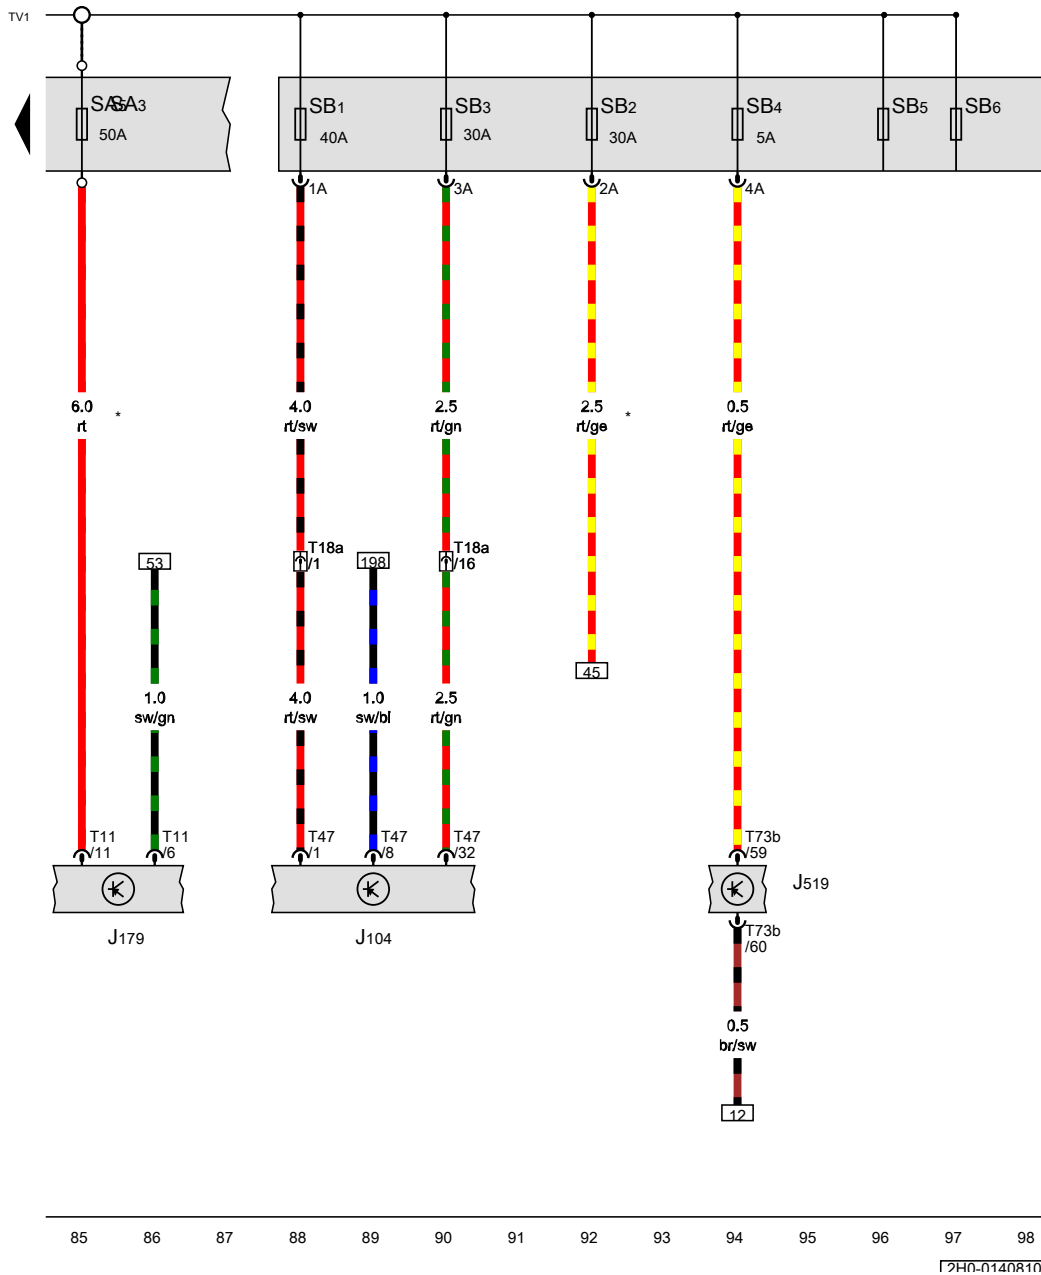 TV1
SA3
50A
SB1
40A
SB3
30A
SB2
30A
SB4
5A
SB5
SB6
1A
3A
2A
4A
6.0
rt
*
4.0
rt/sw
2.5
rt/gn
2.5
rt/ge
*
0.5
rt/ge
53
T18a
/1
198
T18a
/16
45
1.0
sw/gn
4.0
rt/sw
1.0
sw/bl
2.5
rt/gn
T11
/11
T11
/6
T47
/1
T47
/8
T47
/32
T73b
/59
J179
J104
J519
T73b
/60
0.5
br/sw
12
85 86 87 88 89 90 91 92 93 94 95 96 97 98
2H0-0140810